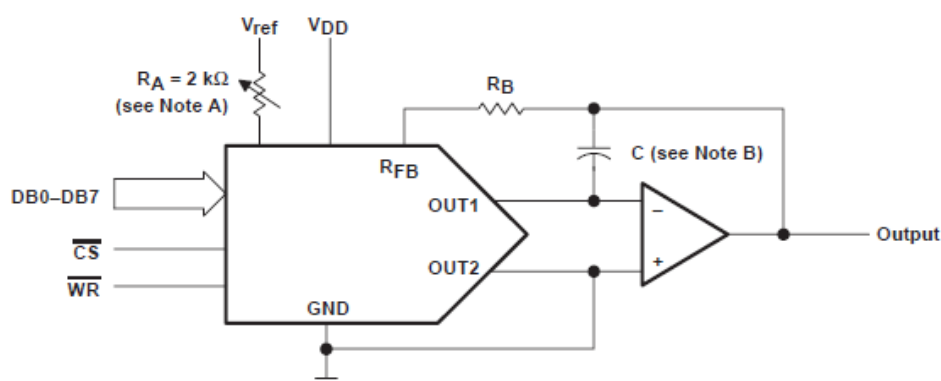 Vref
VDD
RA = 2 kΩ
(see Note A)
RB
RFB
C (see Note B)
DB0–DB7
OUT1
–
Output
CS
OUT2
+
WR
GND